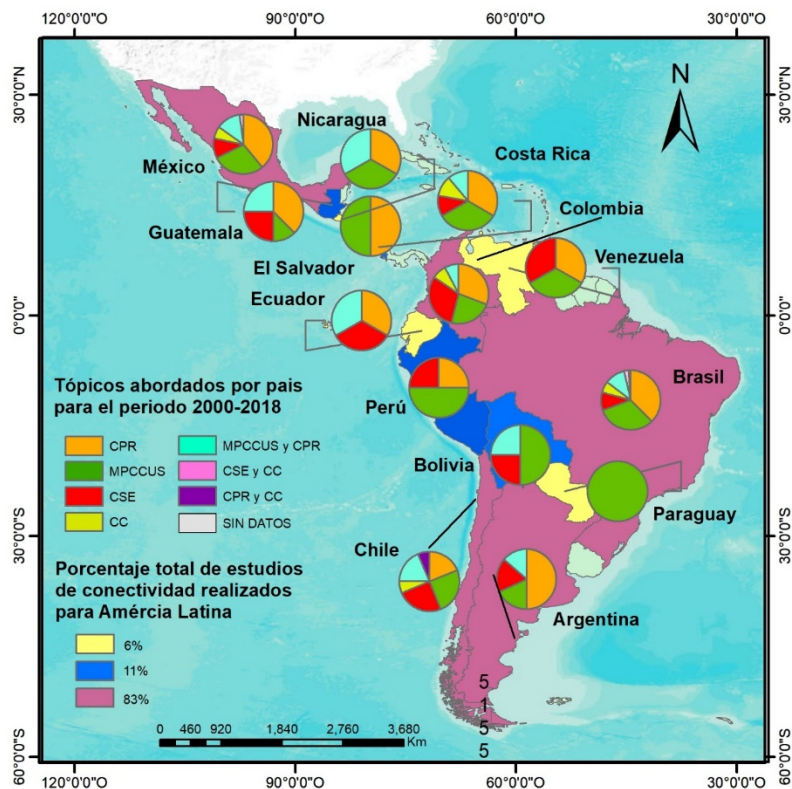 120°0'0"O
90°0'0"O
60°0'0"O
30°0'0"O
30°0'0"N
0°0'0"
30°0'0"S
60°0'0"S
30°0'0"N
0°0'0"
30°0'0"S
60°0'0"S
N
Nicaragua
México
Costa Rica
Guatemala
Colombia
El Salvador
Venezuela
Ecuador
Brasil
Perú
Bolivia
Paraguay
Chile
Argentina
Tópicos abordados por pais
para el periodo 2000-2018
CPR
MPCCUS
CSE
CC
MPCCUS y CPR
CSE y CC
CPR y CC
SIN DATOS
Porcentaje total de estudios
de conectividad realizados
para Amércia Latina
6%
11%
83%
0
460
920
1,840
2,760
3,680
Km
5
1
5
5
120°0'0"O
90°0'0"O
60°0'0"O
30°0'0"O